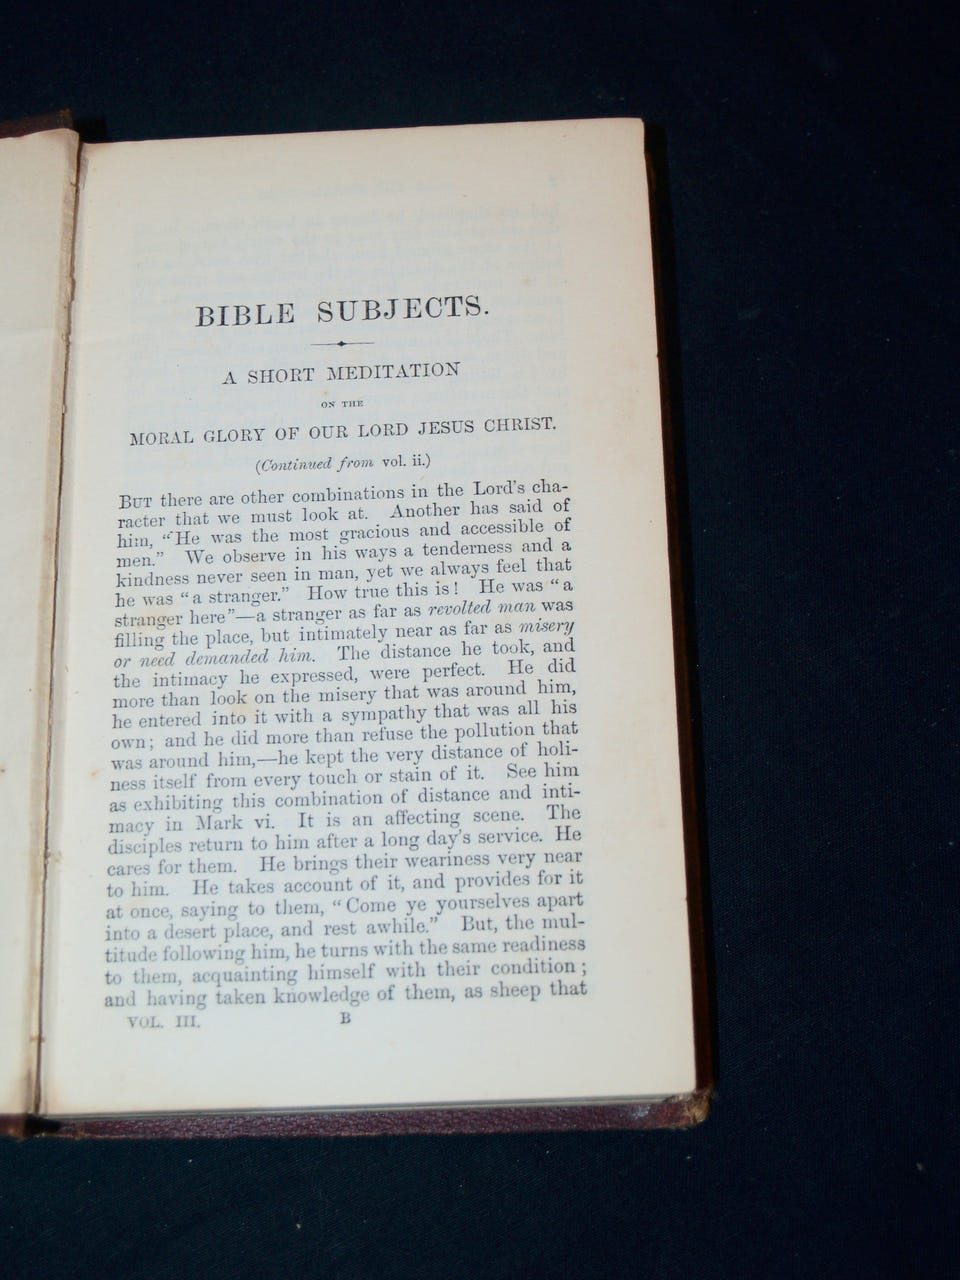 BIBLE SUBJECTS.
A SHORT MEDITATION
ON THE
MORAL GLORY OF OUR LORD JESUS CHRIST.
(Continued from vol. ii.)
BUT there are other combinations in the Lord's cha-
racter that we must look at. Another has said of
him, "He was the most gracious and accessible of
men." We observe in his ways a tenderness and a
kindness never seen in man, yet we always feel that
he was "a stranger." How true this is! He was "a
stranger here"—a stranger as far as revolted man was
filling the place, but intimately near as far as misery
or need demanded him. The distance he took, and
the intimacy he expressed, were perfect. He did
more than look on the misery that was around him,
he entered into it with a sympathy that was all his
own; and he did more than refuse the pollution that
was around him,—he kept the very distance of holi-
ness itself from every touch or stain of it. See him
as exhibiting this combination of distance and inti-
macy in Mark vi. It is an affecting scene. The
disciples return to him after a long day's service. He
cares for them. He brings their weariness very near
to him. He takes account of it, and provides for it
at once, saying to them, "Come ye yourselves apart
into a desert place, and rest awhile." But, the mul-
titude following him, he turns with the same readiness
to them, acquainting himself with their condition;
and having taken knowledge of them, as sheep that
VOL. III. B